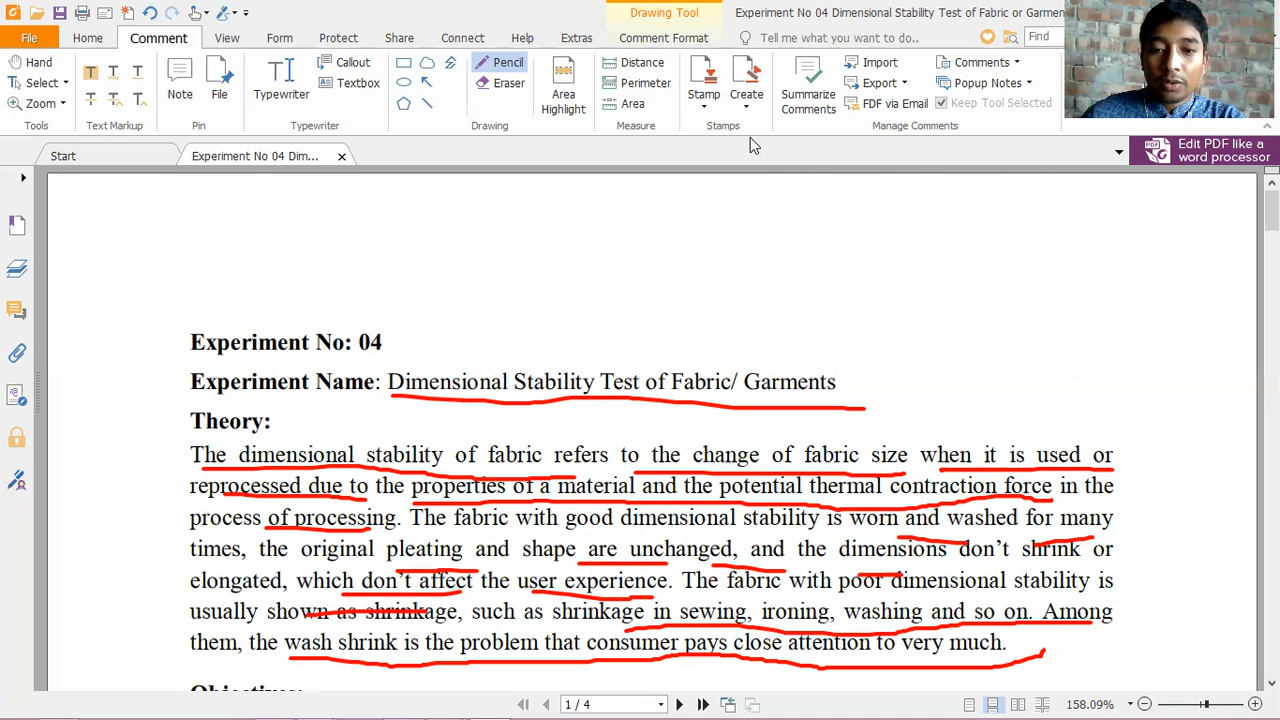 Drawing Tool
Experiment No 04 Dimensional Stability Test of Fabric or Garmen
File Home Comment View Form Protect Share Connect Help Extras Comment Format Tell me what you want to do... Find
Hand
Select
Zoom
Tools
Text Markup
Note
File
Pin
Typewriter
Callout
Textbox
Typewriter
Pencil
Eraser
Drawing
Area
Highlight
Distance
Perimeter
Area
Measure
Stamp
Create
Stamps
Summarize
Comments
Import
Export
FDF via Email
Comments
Popup Notes
Keep Tool Selected
Manage Comments
Start
Experiment No 04 Dim...
Edit PDF like a
word processor
Experiment No: 04
Experiment Name: Dimensional Stability Test of Fabric/ Garments
Theory:
The dimensional stability of fabric refers to the change of fabric size when it is used or
reprocessed due to the properties of a material and the potential thermal contraction force in the
process of processing. The fabric with good dimensional stability is worn and washed for many
times, the original pleating and shape are unchanged, and the dimensions don't shrink or
elongated, which don't affect the user experience. The fabric with poor dimensional stability is
usually shown as shrinkage, such as shrinkage in sewing, ironing, washing and so on. Among
them, the wash shrink is the problem that consumer pays close attention to very much.
Objectives:
1 / 4
158.09%